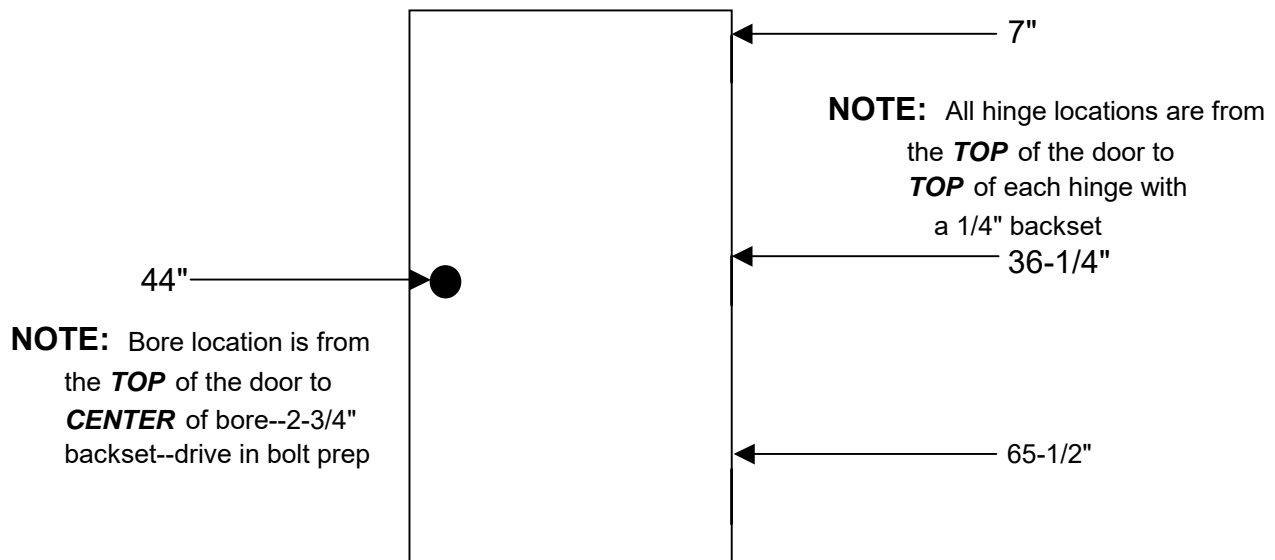 7"
NOTE: All hinge locations are from
the TOP of the door to
TOP of each hinge with
a 1/4" backset
36-1/4"
44"
NOTE: Bore location is from
the TOP of the door to
CENTER of bore--2-3/4"
backset--drive in bolt prep
65-1/2"